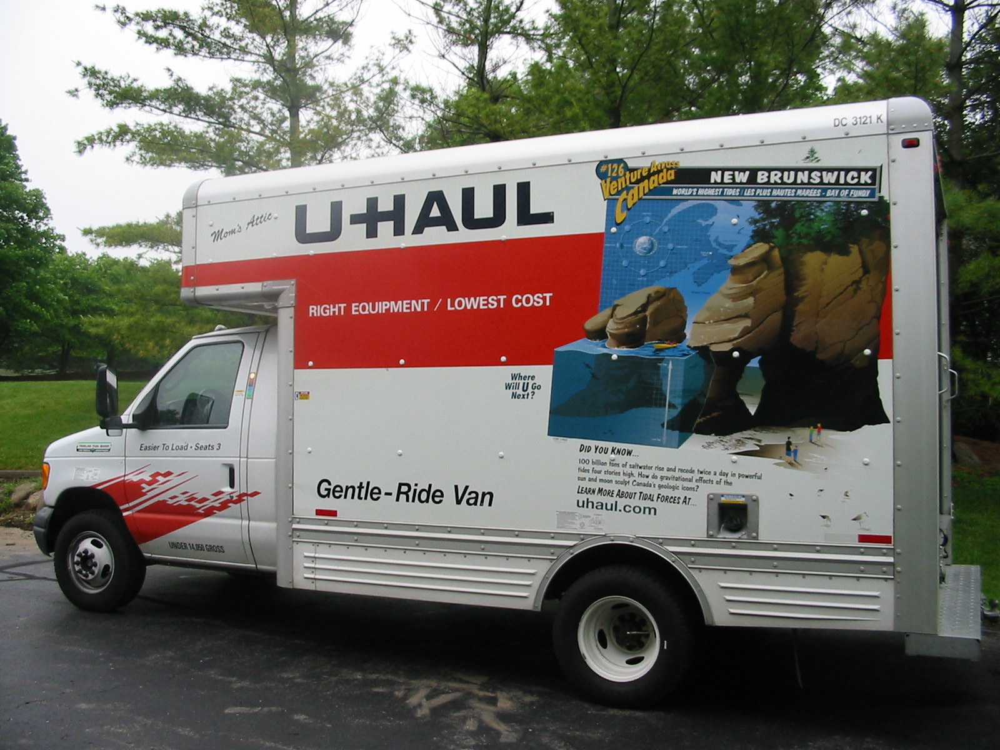 DC 3121 K
#126
Venture Across
Canada
NEW BRUNSWICK
WORLD'S HIGHEST TIDES / LES PLUS HAUTES MARÉES - BAY OF FUNDY
Mom's Attic
U-HAUL
RIGHT EQUIPMENT / LOWEST COST
Where
Will U Go
Next?
Easier To Load • Seats 3
DID YOU KNOW...
100 billion tons of saltwater rise and recede twice a day in powerful
tides four stories high. How do gravitational effects of the
sun and moon sculpt Canada's geologic icons?
LEARN MORE ABOUT TIDAL FORCES AT...
uhaul.com
Gentle-Ride Van
UNDER 14,050 GROSS